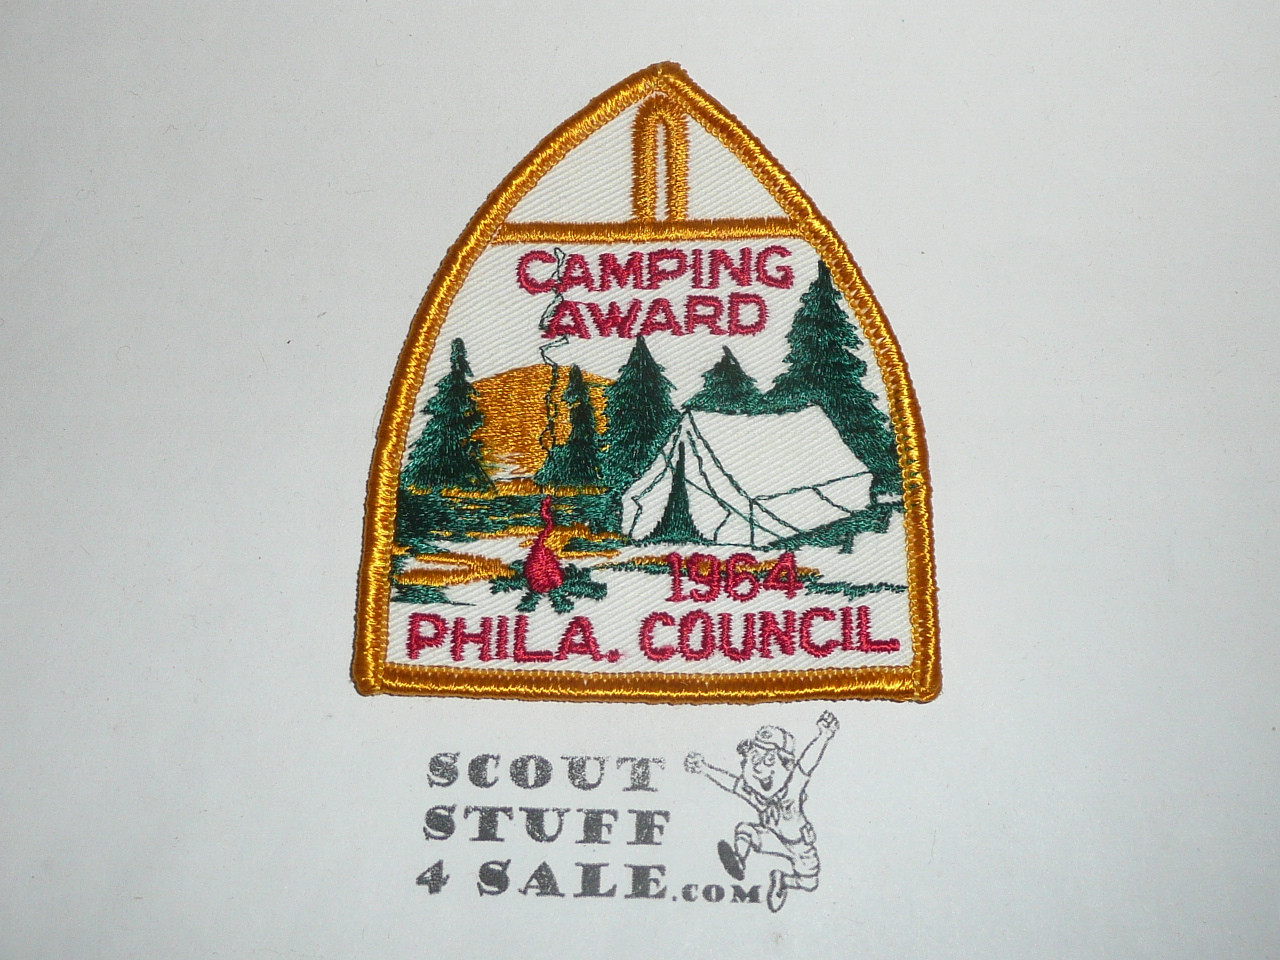 CAMPING
AWARD
1964
PHILA. COUNCIL
SCOUT
STUFF
4 SALE.COM